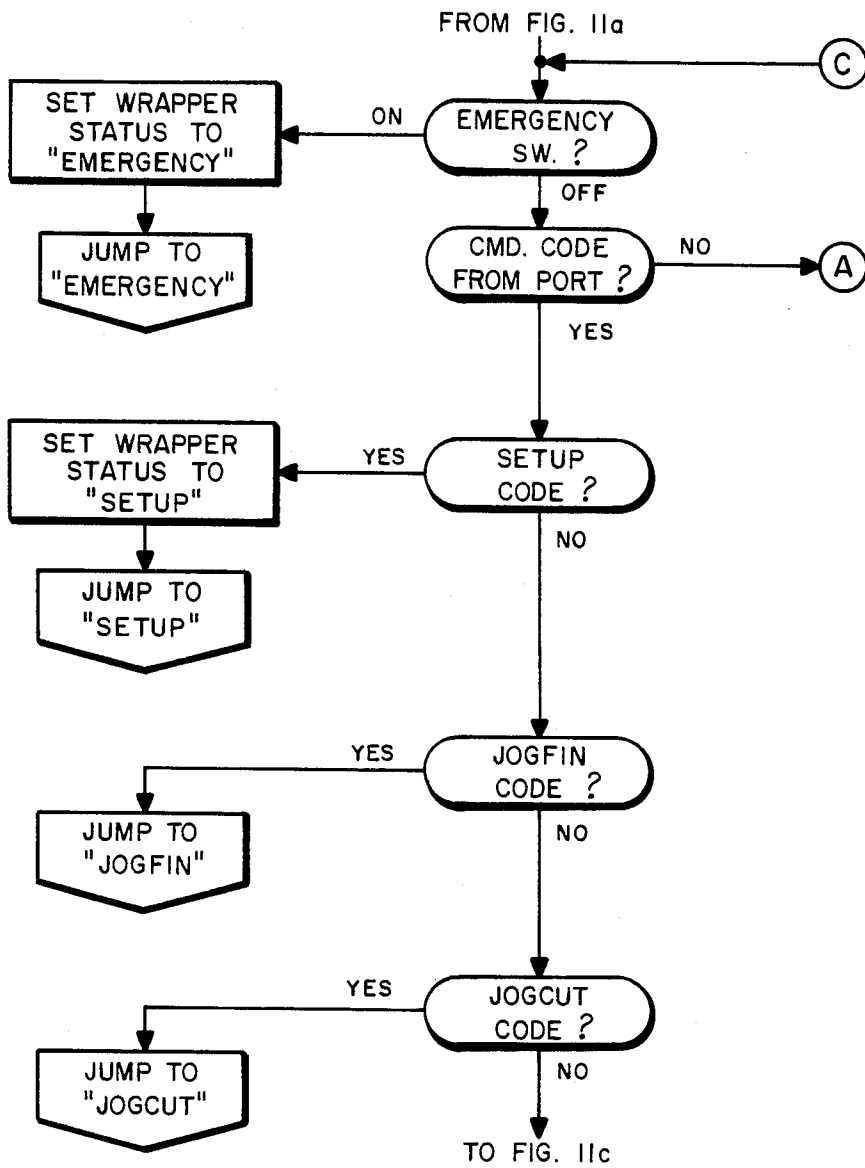 FROM FIG. 11a
C
SET WRAPPER
STATUS TO
"EMERGENCY"
ON
EMERGENCY
SW. ?
OFF
JUMP TO
"EMERGENCY"
CMD. CODE
FROM PORT ?
NO
A
YES
SET WRAPPER
STATUS TO
"SETUP"
YES
SETUP
CODE ?
NO
JUMP TO
"SETUP"
YES
JOGFIN
CODE ?
NO
JUMP TO
"JOGFIN"
YES
JOGCUT
CODE ?
NO
JUMP TO
"JOGCUT"
TO FIG. 11c